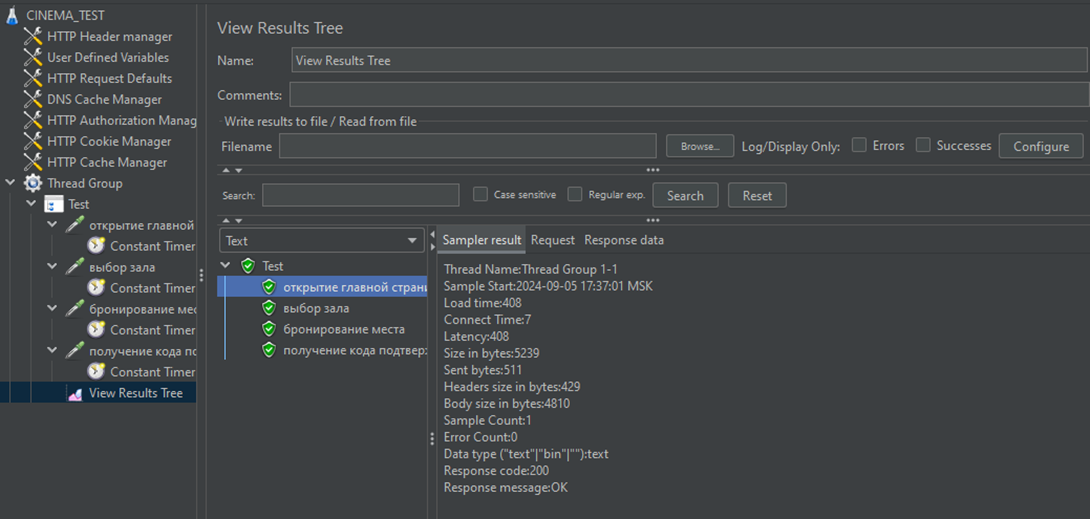 CINEMA_TEST
HTTP Header manager
User Defined Variables
HTTP Request Defaults
DNS Cache Manager
HTTP Authorization Manag
HTTP Cookie Manager
HTTP Cache Manager
Thread Group
Test
открытие главной
Constant Timer
выбор зала
Constant Timer
бронирование мес
Constant Timer
получение кода по
Constant Timer
View Results Tree
View Results Tree
Name: View Results Tree
Comments:
Write results to file / Read from file
Filename Browse... Log/Display Only: Errors Successes Configure
Search: Case sensitive Regular exp. Search Reset
Text
Test
открытие главной страни
выбор зала
бронирование места
получение кода подтвер
Sampler result Request Response data
Thread Name:Thread Group 1-1
Sample Start:2024-09-05 17:37:01 MSK
Load time:408
Connect Time:7
Latency:408
Size in bytes:5239
Sent bytes:511
Headers size in bytes:429
Body size in bytes:4810
Sample Count:1
Error Count:0
Data type ("text"|"bin"|""):text
Response code:200
Response message:OK